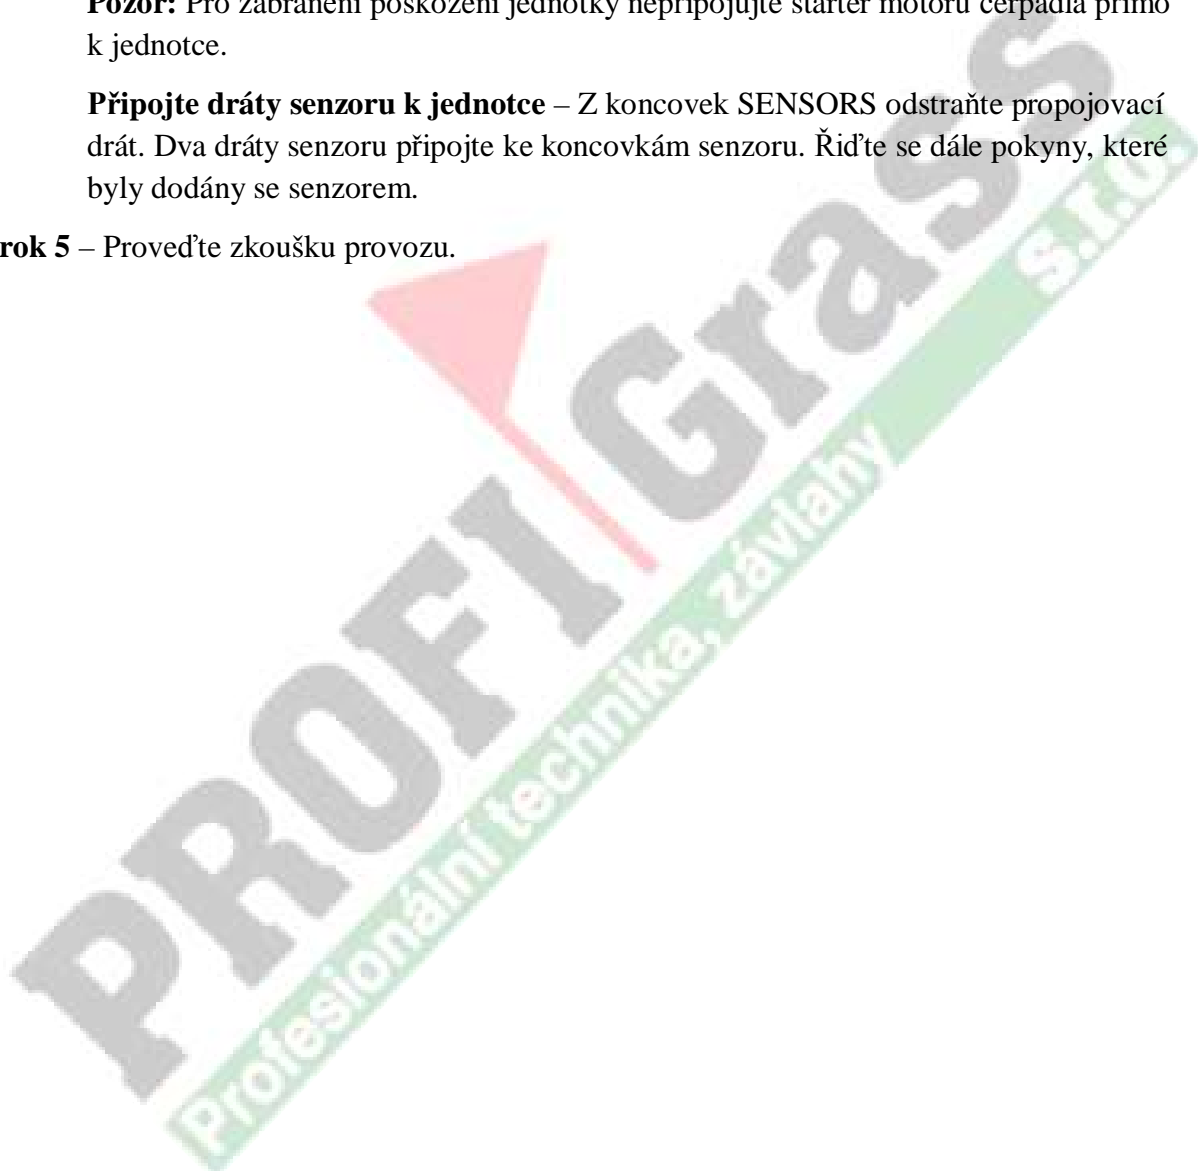 Pozor: Pro zabránění poškození jednotky nepřipojujte startér motoru čerpadla přímo
k jednotce.
Připojte dráty senzoru k jednotce – Z koncovek SENSORS odstraňte propojovací
drát. Dva dráty senzoru připojte ke koncovkám senzoru. Řiďte se dále pokyny, které
byly dodány se senzorem.
rok 5 – Proveďte zkoušku provozu.
PROFI Grass
Profesionální technika, závlahy s.r.o.